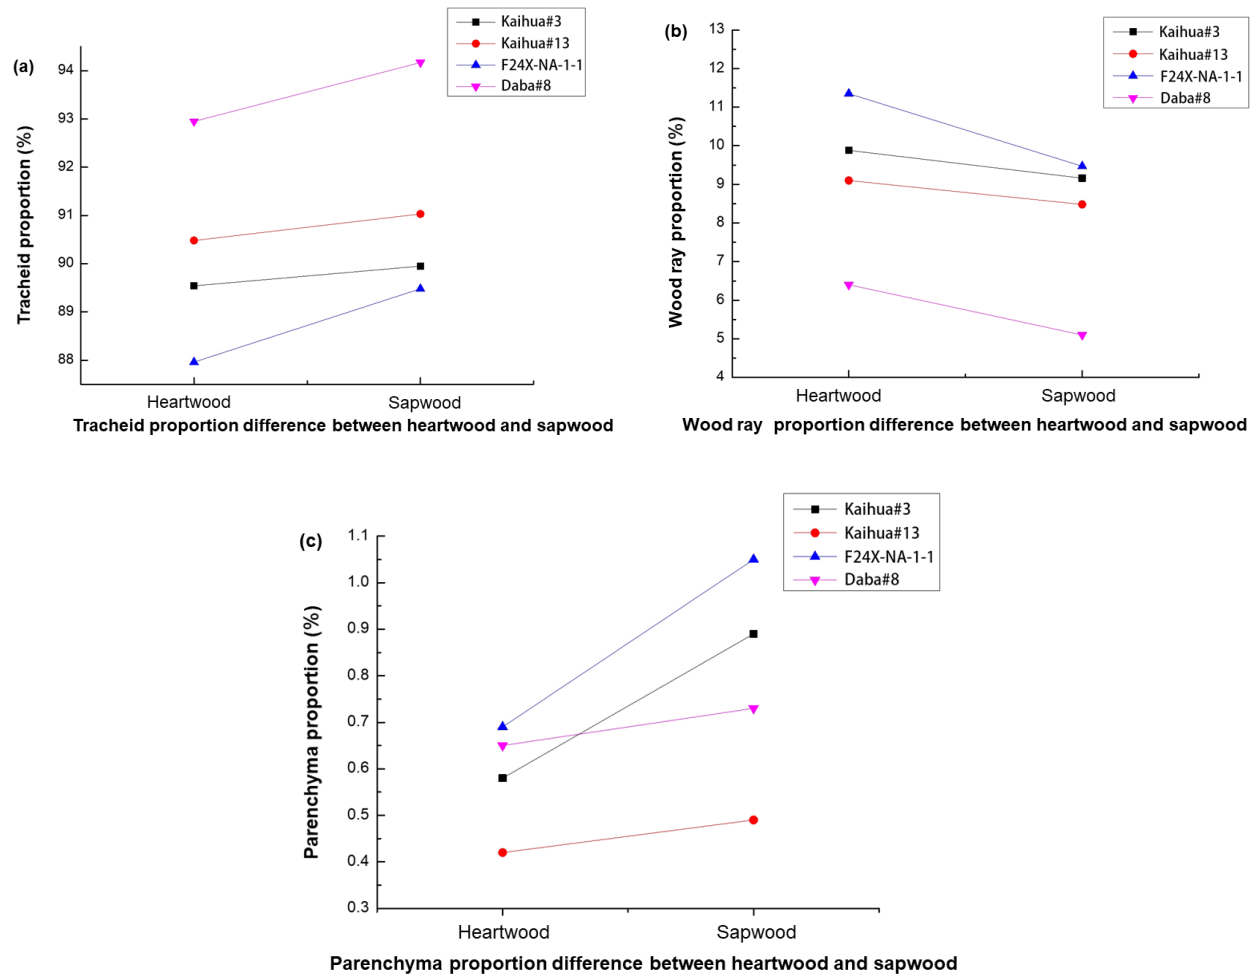 (a)
Kaihua#3
Kaihua#13
F24X-NA-1-1
Daba#8
Tracheid proportion (%)
94
93
92
91
90
89
88
Heartwood
Sapwood
Tracheid proportion difference between heartwood and sapwood
(b)
Kaihua#3
Kaihua#13
F24X-NA-1-1
Daba#8
Wood ray proportion (%)
13
12
11
10
9
8
7
6
5
4
Heartwood
Sapwood
Wood ray proportion difference between heartwood and sapwood
(c)
Kaihua#3
Kaihua#13
F24X-NA-1-1
Daba#8
Parenchyma proportion (%)
1.1
1.0
0.9
0.8
0.7
0.6
0.5
0.4
0.3
Heartwood
Sapwood
Parenchyma proportion difference between heartwood and sapwood